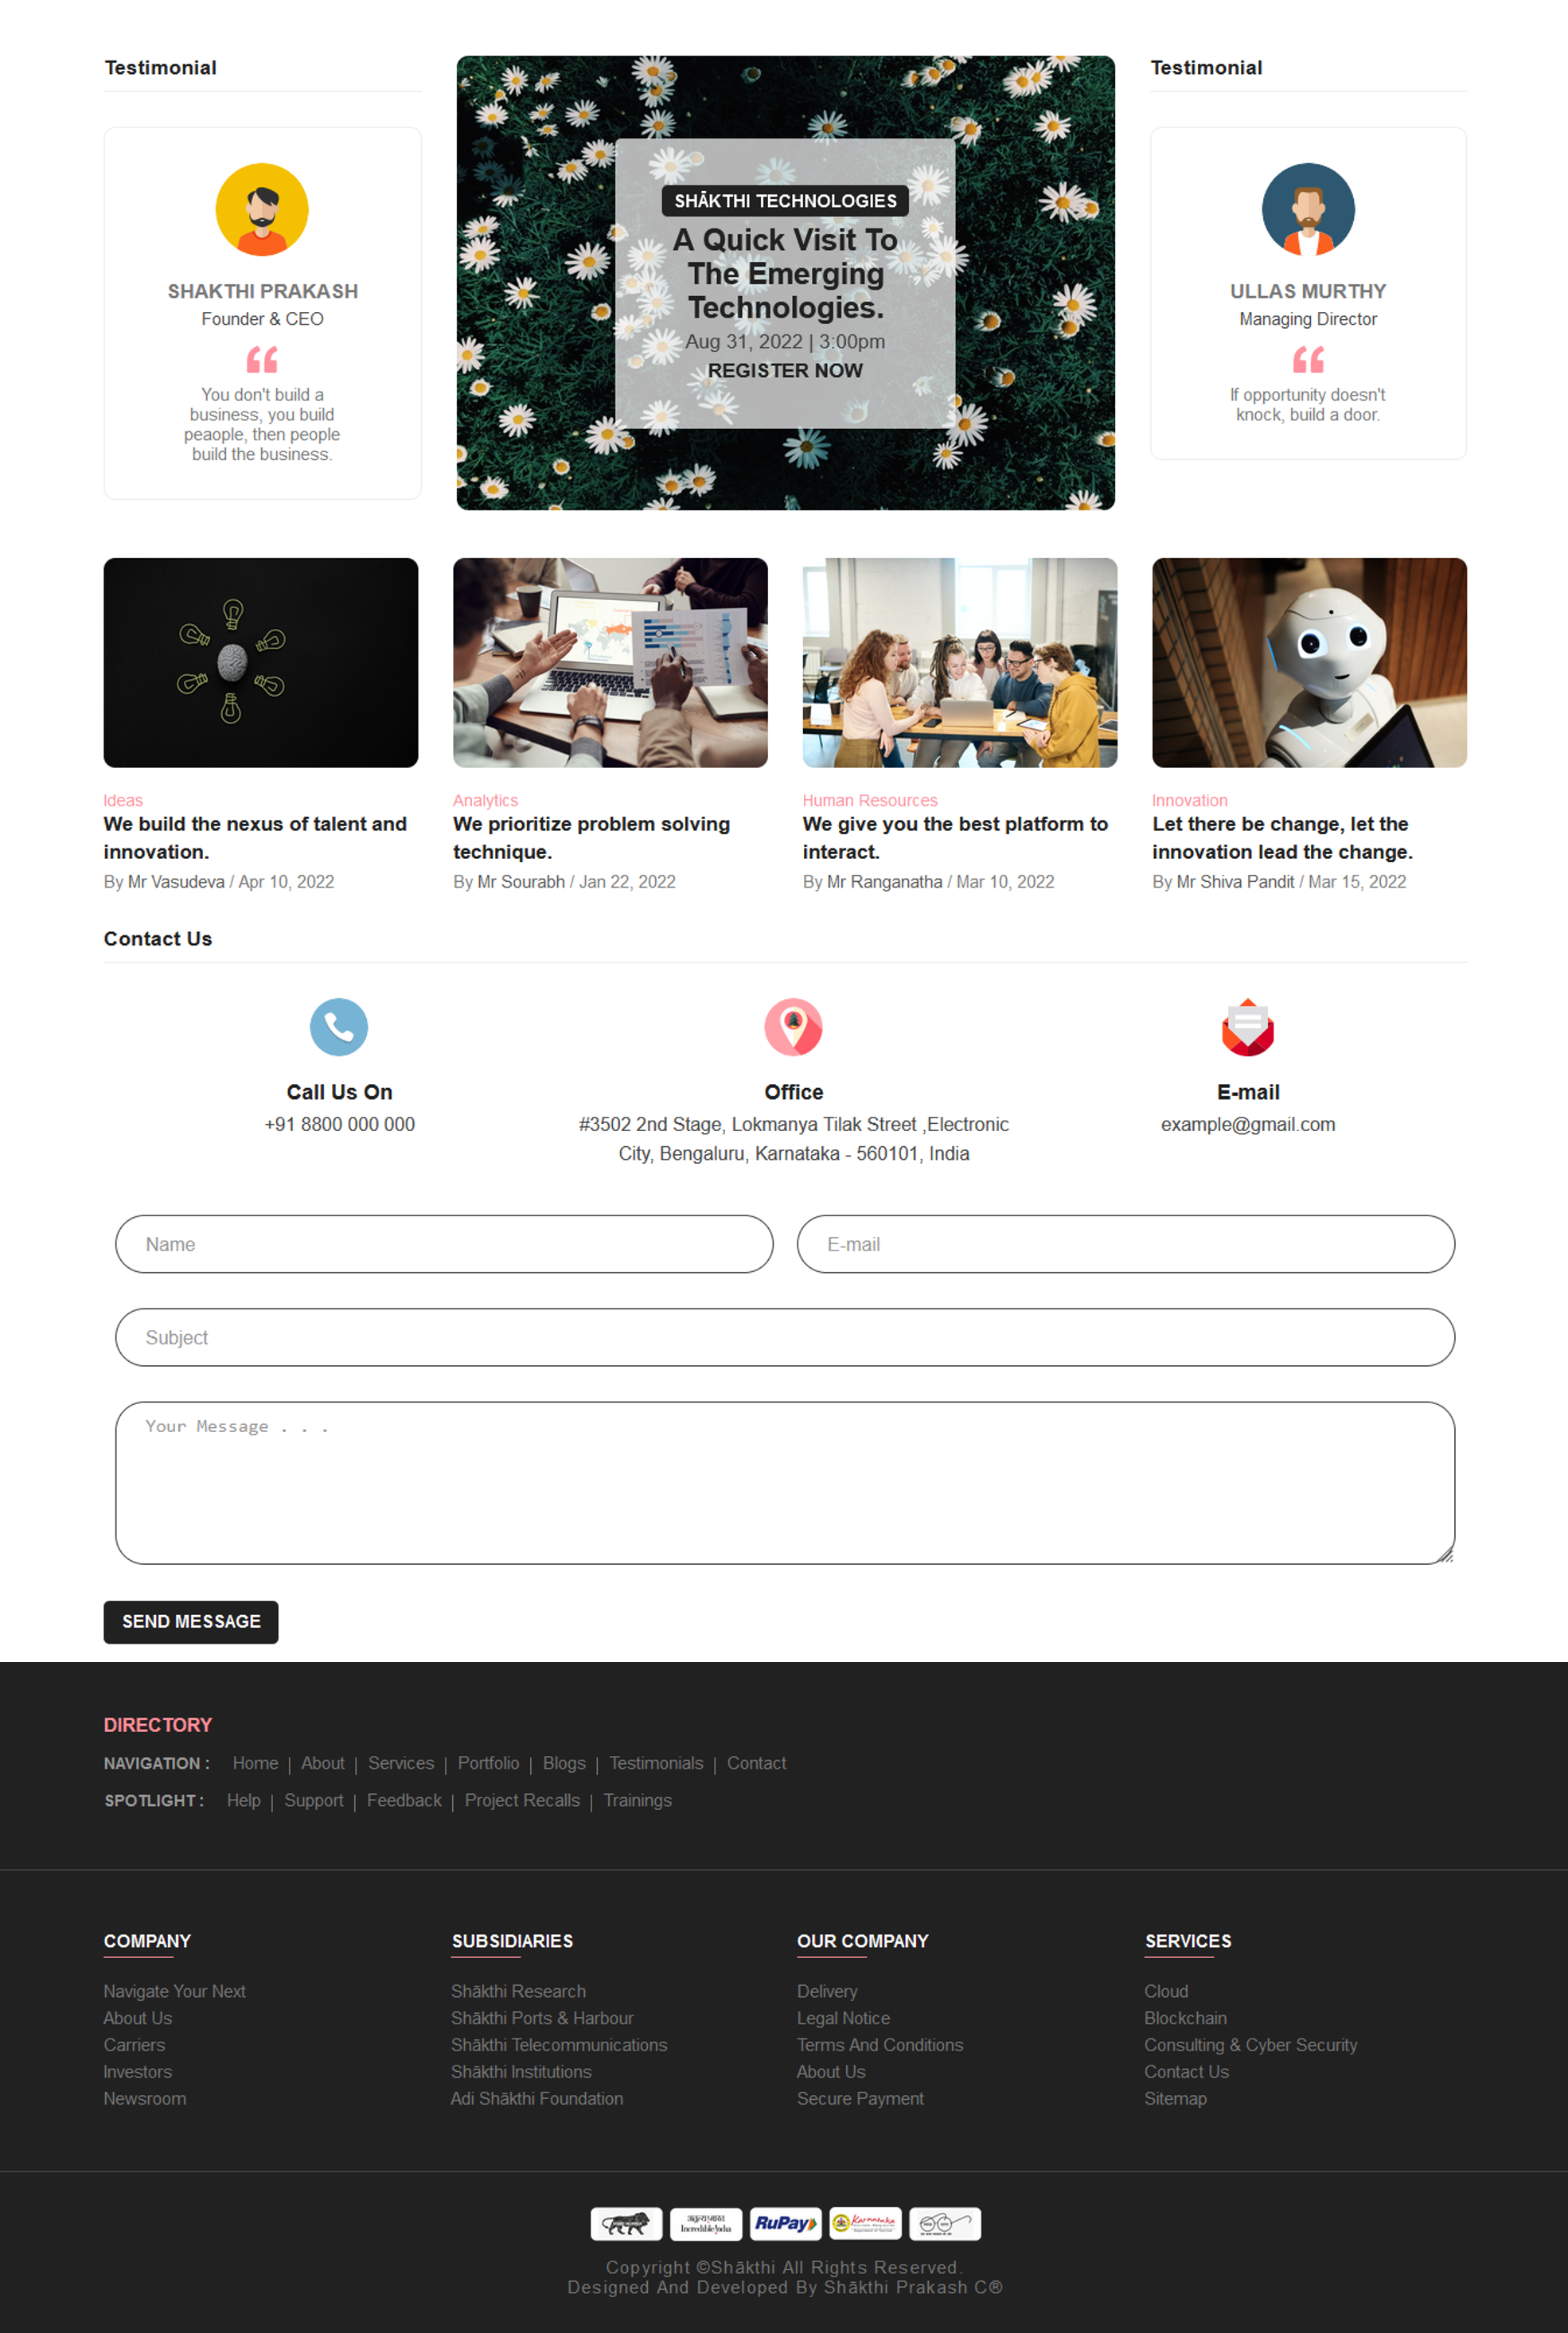 Testimonial
SHAKTHI PRAKASH
Founder & CEO
You don't build a
business, you build
peaople, then people
build the business.
SHĀKTHI TECHNOLOGIES
A Quick Visit To
The Emerging
Technologies.
Aug 31, 2022 | 3:00pm
REGISTER NOW
Testimonial
ULLAS MURTHY
Managing Director
If opportunity doesn't
knock, build a door.
Ideas
We build the nexus of talent and
innovation.
By Mr Vasudeva / Apr 10, 2022
Analytics
We prioritize problem solving
technique.
By Mr Sourabh / Jan 22, 2022
Human Resources
We give you the best platform to
interact.
By Mr Ranganatha / Mar 10, 2022
Innovation
Let there be change, let the
innovation lead the change.
By Mr Shiva Pandit / Mar 15, 2022
Contact Us
Call Us On
+91 8800 000 000
Office
#3502 2nd Stage, Lokmanya Tilak Street ,Electronic
City, Bengaluru, Karnataka - 560101, India
E-mail
example@gmail.com
Name
E-mail
Subject
Your Message . . .
SEND MESSAGE
DIRECTORY
NAVIGATION : Home | About | Services | Portfolio | Blogs | Testimonials | Contact
SPOTLIGHT : Help | Support | Feedback | Project Recalls | Trainings
COMPANY
Navigate Your Next
About Us
Carriers
Investors
Newsroom
SUBSIDIARIES
Shākthi Research
Shākthi Ports & Harbour
Shākthi Telecommunications
Shākthi Institutions
Adi Shākthi Foundation
OUR COMPANY
Delivery
Legal Notice
Terms And Conditions
About Us
Secure Payment
SERVICES
Cloud
Blockchain
Consulting & Cyber Security
Contact Us
Sitemap
Incredible!ndia
RuPay
Karnataka
Copyright ©Shākthi All Rights Reserved.
Designed And Developed By Shākthi Prakash C®